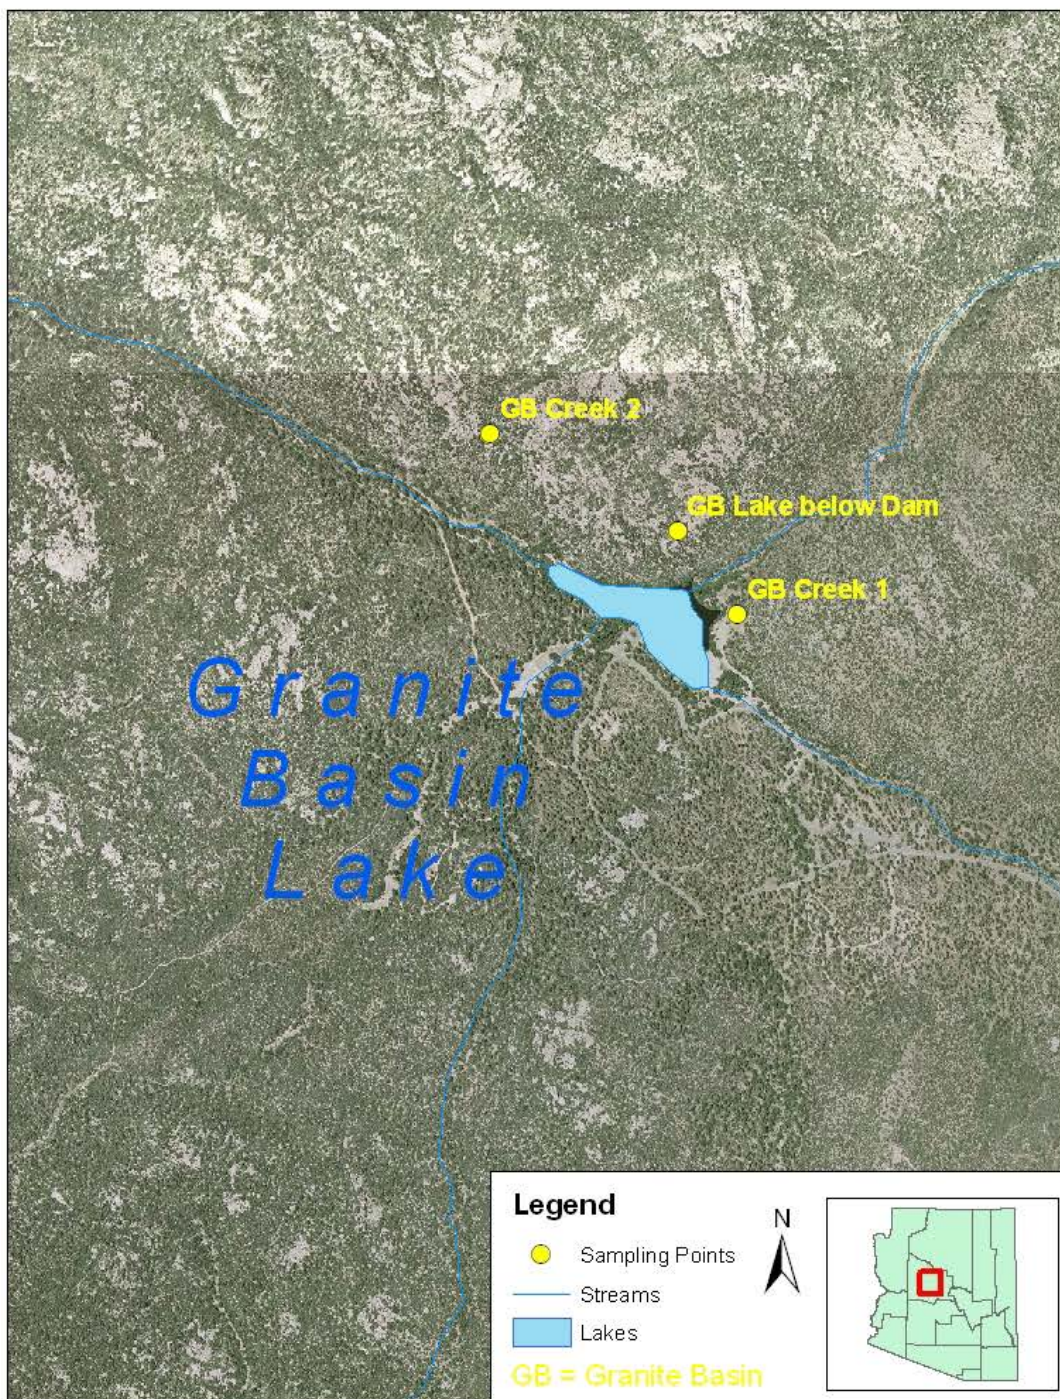 GB Creek 2
GB Lake below Dam
GB Creek 1
Granite
Basin
Lake
Legend
N
Sampling Points
Streams
Lakes
GB = Granite Basin